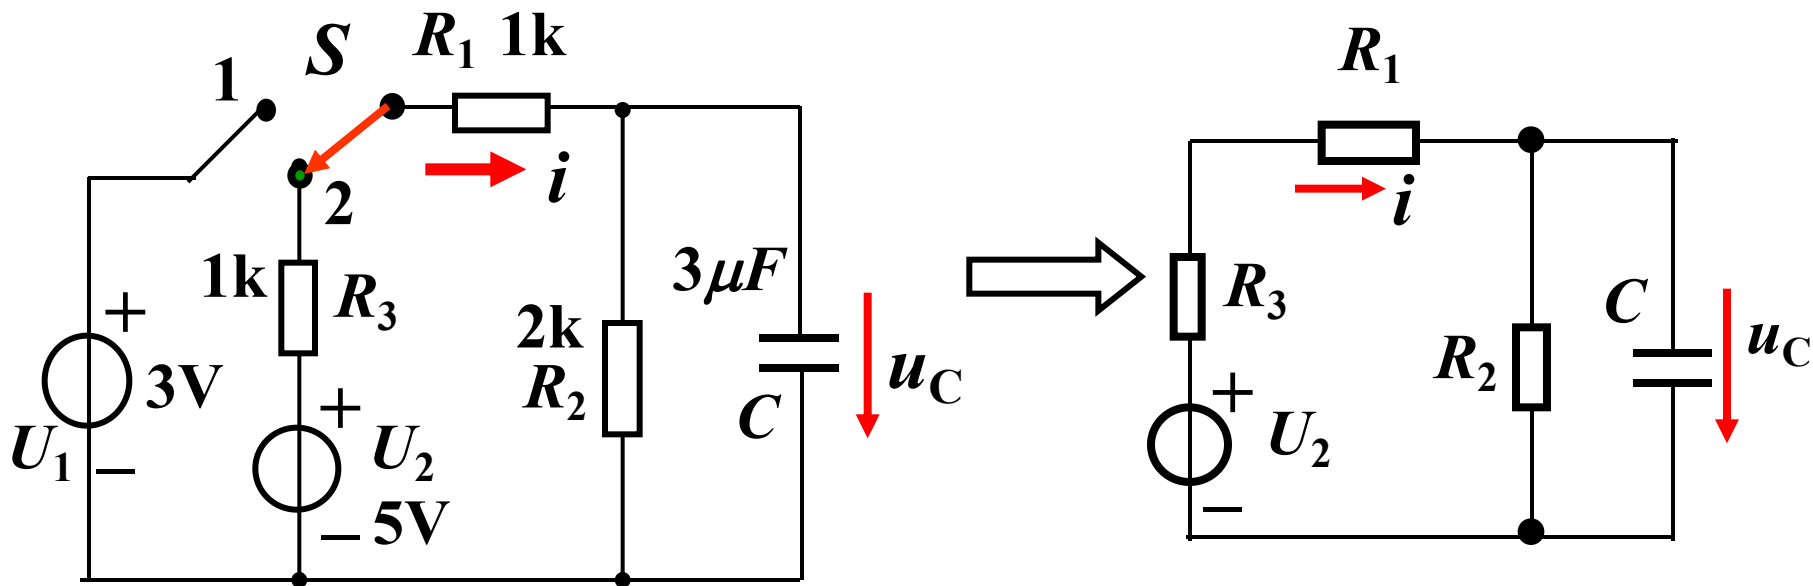 S
R1 1k
1
2
i
1k
R3
3μF
2k
R2
C
uC
+
3V
U1
−
+
U2
−
5V
R1
i
R3
C
uC
R2
+
U2
−